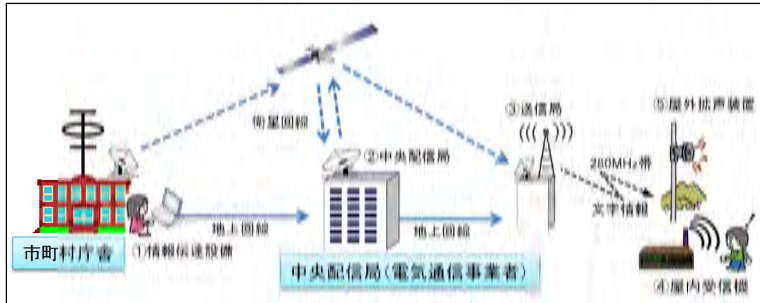 ③送信局
⑤屋外拡声装置
衛星回線
②中央配信局
280MHz帯
文字情報
地上回線
地上回線
市町村庁舎
①情報伝達設備
中央配信局(電気通信事業者)
④屋内受信機